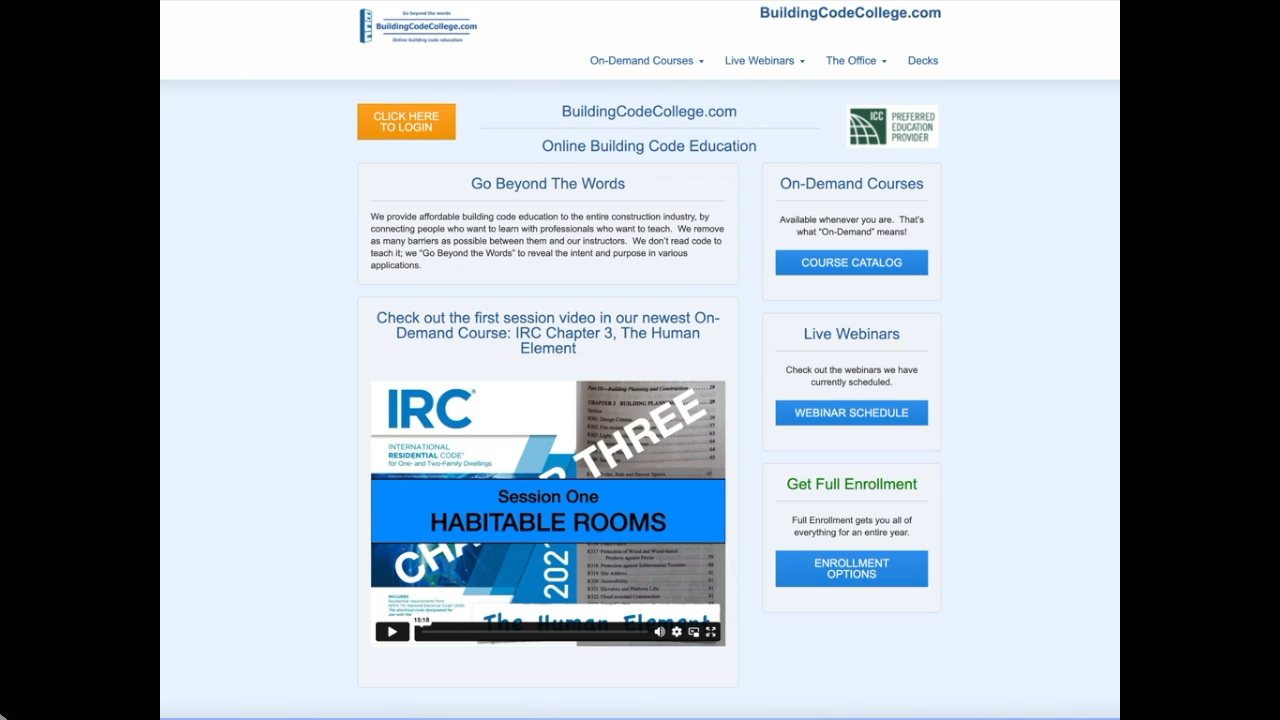 Go beyond the words
BuildingCodeCollege.com
Online building code education
BuildingCodeCollege.com
On-Demand Courses
Live Webinars
The Office
Decks
CLICK HERE
TO LOGIN
BuildingCodeCollege.com
Online Building Code Education
ICC
PREFERRED
EDUCATION
PROVIDER
Go Beyond The Words
We provide affordable building code education to the entire construction industry, by
connecting people who want to learn with professionals who want to teach. We remove
as many barriers as possible between them and our instructors. We don't read code to
teach it; we "Go Beyond the Words" to reveal the intent and purpose in various
applications.
On-Demand Courses
Available whenever you are. That's
what "On-Demand" means!
COURSE CATALOG
Check out the first session video in our newest On-
Demand Course: IRC Chapter 3, The Human
Element
IRC®
INTERNATIONAL
RESIDENTIAL CODE®
for One- and Two-Family Dwellings
Part III—Building Planning and Construction
THREE
Session One
HABITABLE ROOMS
202
The Human Element
15:18
Live Webinars
Check out the webinars we have
currently scheduled.
WEBINAR SCHEDULE
Get Full Enrollment
Full Enrollment gets you all of
everything for an entire year.
ENROLLMENT
OPTIONS